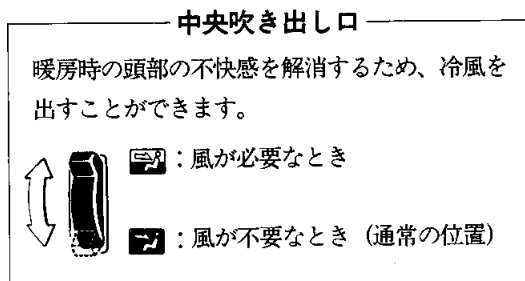 中央吹き出し口
暖房時の頭部の不快感を解消するため、冷風を
出すことができます。
：風が必要なとき
：風が不要なとき（通常の位置）